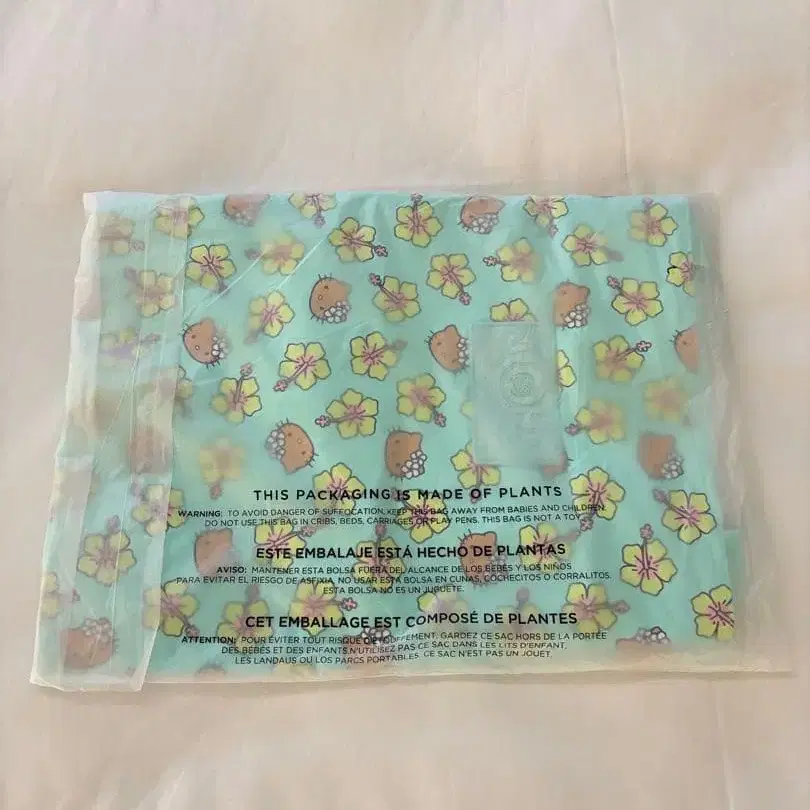 THIS PACKAGING IS MADE OF PLANTS
WARNING: TO AVOID DANGER OF SUFFOCATION, KEEP THIS BAG AWAY FROM BABIES AND CHILDREN.
DO NOT USE THIS BAG IN CRIBS, BEDS, CARRIAGES OR PLAY PENS. THIS BAG IS NOT A TOY.
ESTE EMBALAJE ESTÁ HECHO DE PLANTAS
AVISO: MANTENER ESTA BOLSA FUERA DEL ALCANCE DE LOS BEBÉS Y LOS NIÑOS
PARA EVITAR EL RIESGO DE ASFIXIA, NO USAR ESTA BOLSA EN CUNAS, COCHECITOS O CORRALITOS.
ESTA BOLSA NO ES UN JUGUETE.
CET EMBALLAGE EST COMPOSÉ DE PLANTES
ATTENTION: POUR ÉVITER TOUT RISQUE D'ÉTOUFFEMENT, GARDEZ CE SAC HORS DE LA PORTÉE
DES BÉBÉS ET DES ENFANTS N'UTILISEZ PAS CE SAC DANS LES LITS D'ENFANT,
LES LANDAUS OU LES PARCS PORTABLES. CE SAC N'EST PAS UN JOUET.